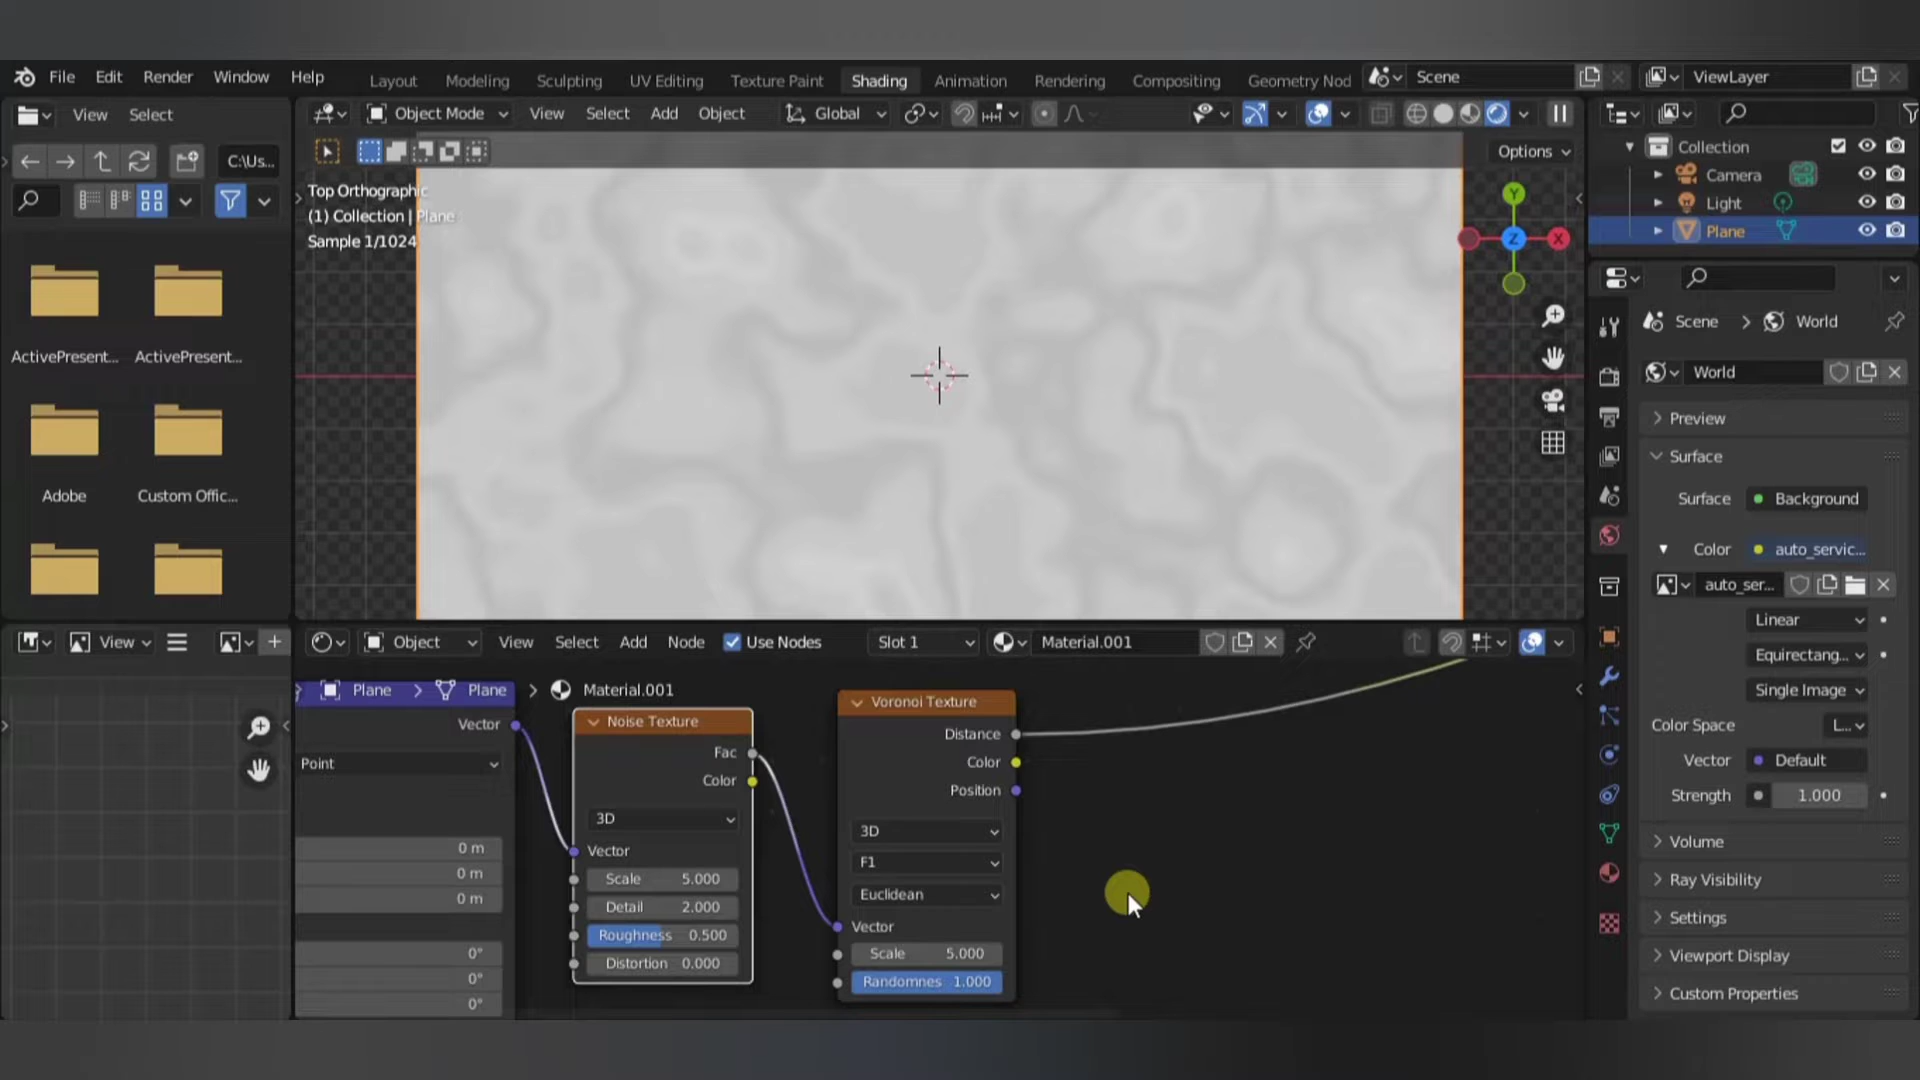 File Edit Render Window Help
Layout Modeling Sculpting UV Editing Texture Paint Shading Animation Rendering Compositing Geometry Nod
Scene
ViewLayer
View Select
Object Mode View Select Add Object Global
C:\Us...
Options
Top Orthographic
(1) Collection | Plane
Sample 1/1024
Y
Z
X
ActivePresent... ActivePresent...
Adobe Custom Offic...
Collection
Camera
Light
Plane
Scene > World
World
Preview
Surface
Surface Background
Color auto_servic...
auto_ser...
Linear
Equirectang...
Single Image
Color Space L...
Vector Default
Strength 1.000
Volume
Ray Visibility
Settings
Viewport Display
Custom Properties
View
Object View Select Add Node Use Nodes Slot 1 Material.001
Plane > Plane > Material.001
Vector
Point
0 m
0 m
0 m
0°
0°
0°
Noise Texture
Fac
Color
3D
Vector
Scale 5.000
Detail 2.000
Roughness 0.500
Distortion 0.000
Voronoi Texture
Distance
Color
Position
3D
F1
Euclidean
Vector
Scale 5.000
Randomnes 1.000